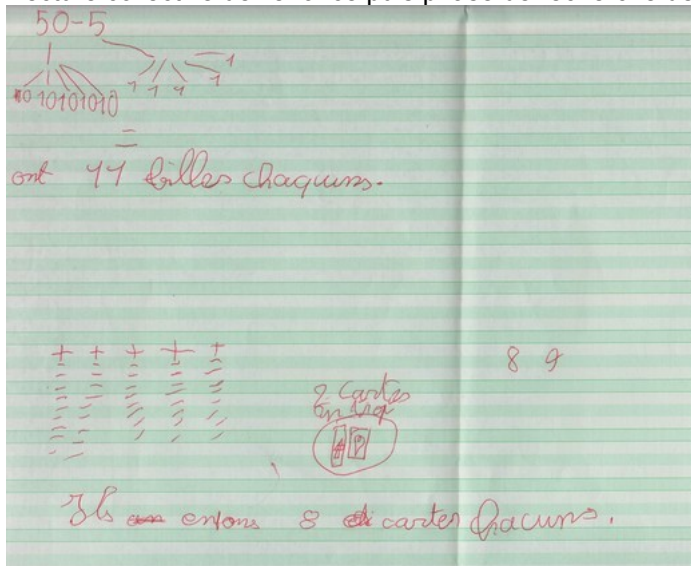 50-5
1 1 1 1 1
10 10 10 10 10
=
ont 11 billes chaquns.
+ + + + +
8 9
2 cartes
en trop
Ils enfons 8 cartes chacuns.